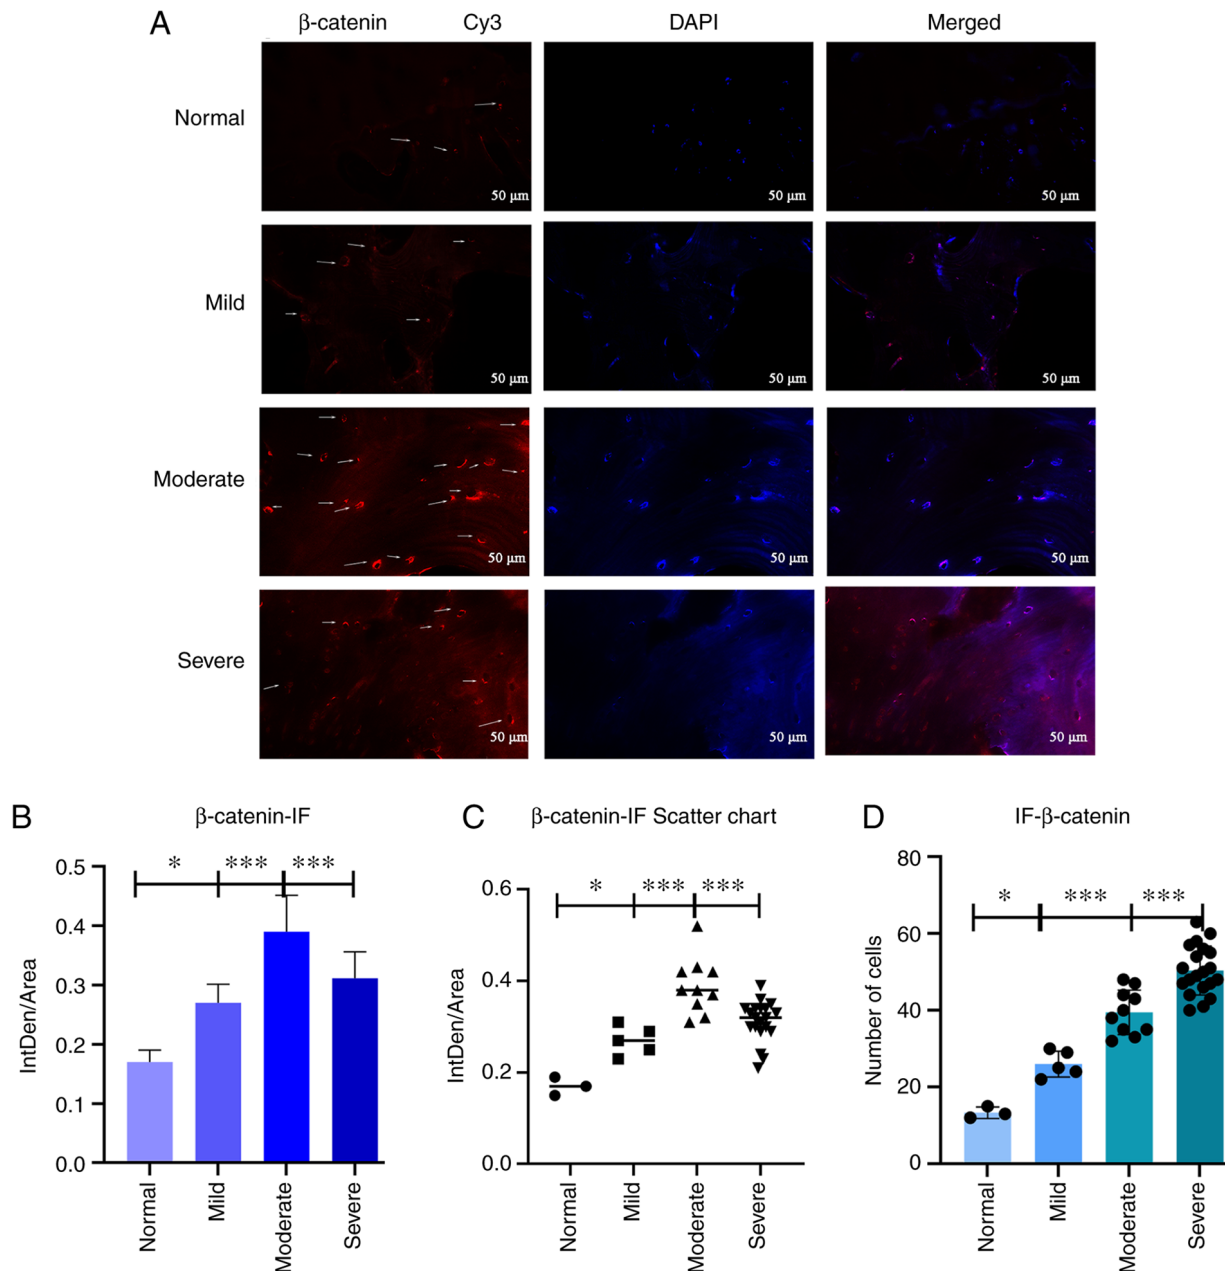 A β-catenin Cy3 DAPI Merged
Normal 50 µm 50 µm 50 µm
Mild 50 µm 50 µm 50 µm
Moderate 50 µm 50 µm 50 µm
Severe 50 µm 50 µm 50 µm
B β-catenin-IF
IntDen/Area
0.5
0.4
0.3
0.2
0.1
0.0
* *** ***
Normal Mild Moderate Severe
C β-catenin-IF Scatter chart
IntDen/Area
0.6
0.4
0.2
0.0
* *** ***
Normal Mild Moderate Severe
D IF-β-catenin
Number of cells
80
60
40
20
0
* *** ***
Normal Mild Moderate Severe